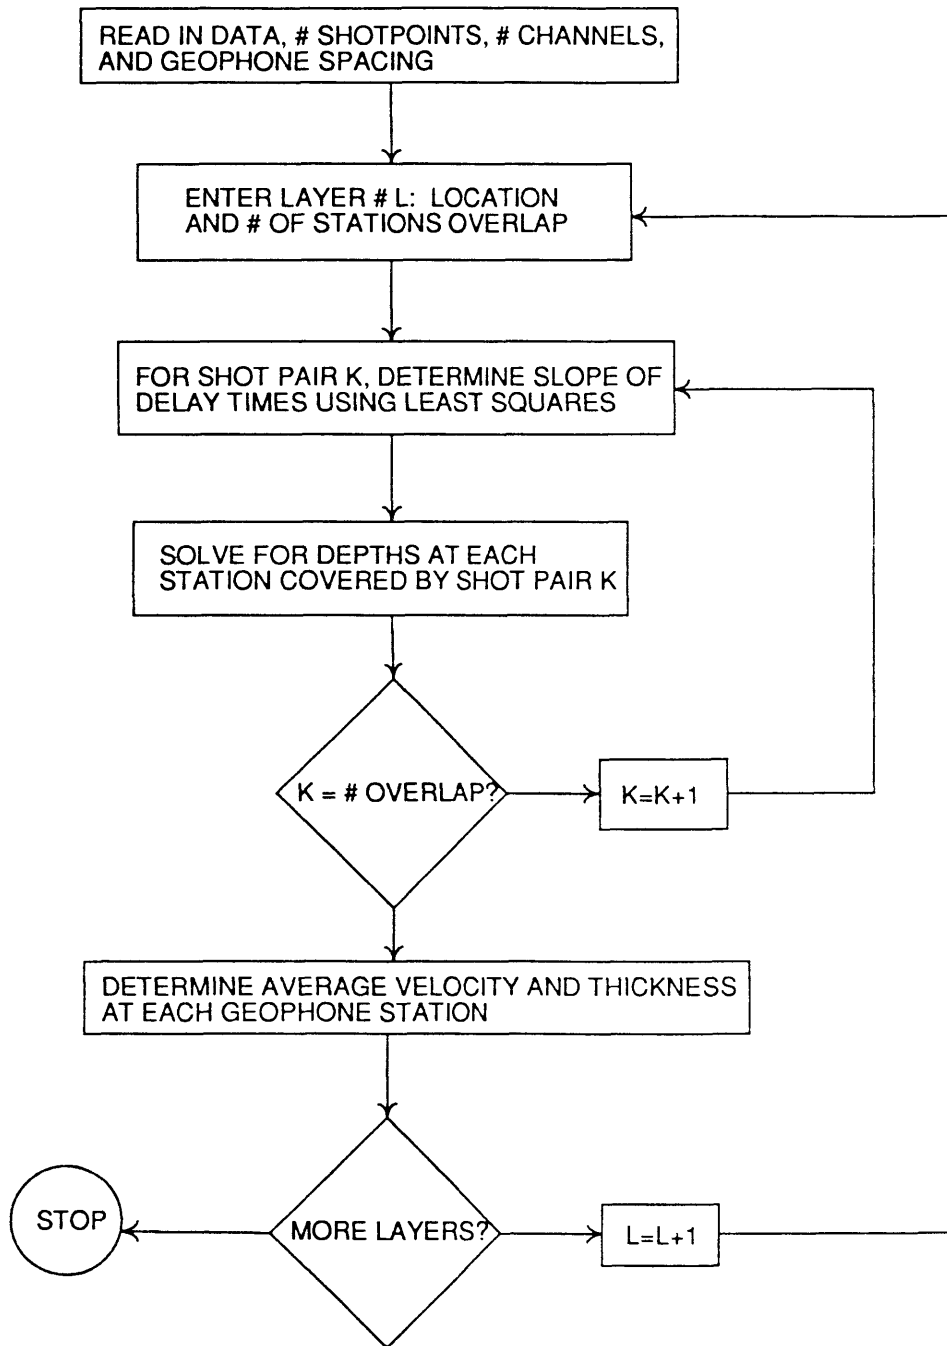 READ IN DATA, # SHOTPOINTS, # CHANNELS,
AND GEOPHONE SPACING
ENTER LAYER # L: LOCATION
AND # OF STATIONS OVERLAP
FOR SHOT PAIR K, DETERMINE SLOPE OF
DELAY TIMES USING LEAST SQUARES
SOLVE FOR DEPTHS AT EACH
STATION COVERED BY SHOT PAIR K
K = # OVERLAP?
K=K+1
DETERMINE AVERAGE VELOCITY AND THICKNESS
AT EACH GEOPHONE STATION
STOP
MORE LAYERS?
L=L+1